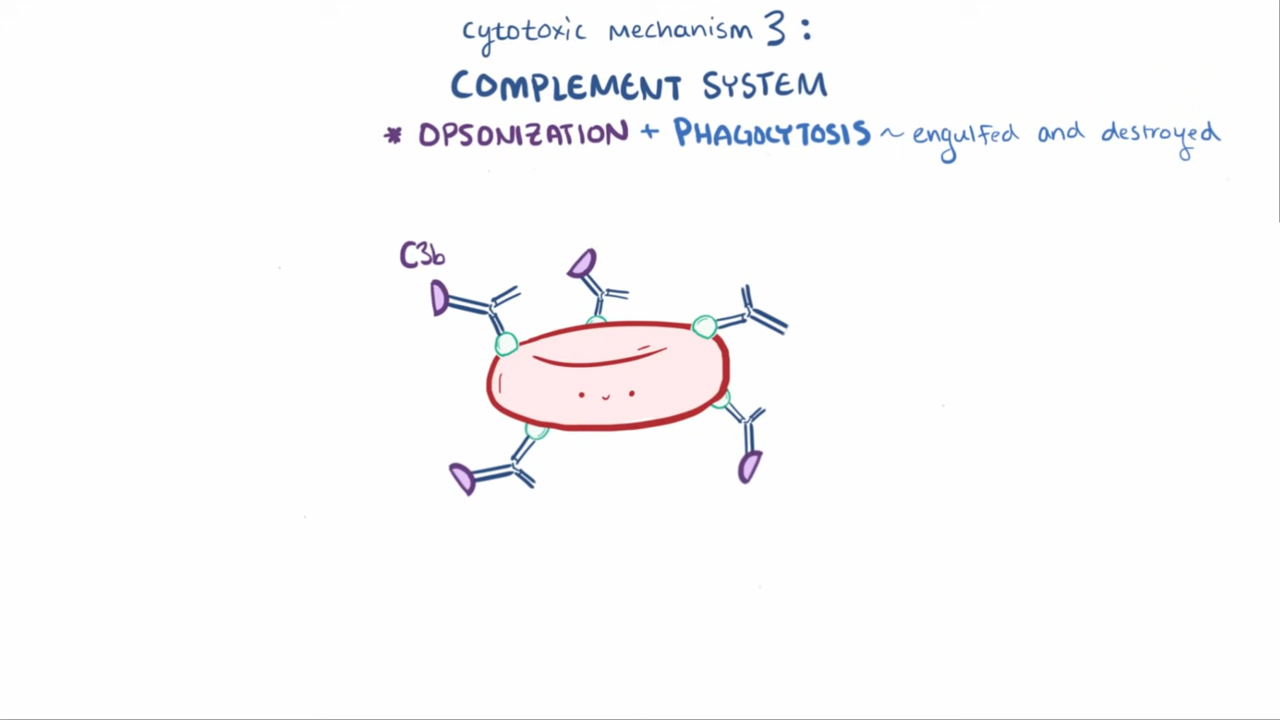 cytotoxic mechanism 3:
COMPLEMENT SYSTEM
* OPSONIZATION + PHAGOCYTOSIS ~ engulfed and destroyed
C3b